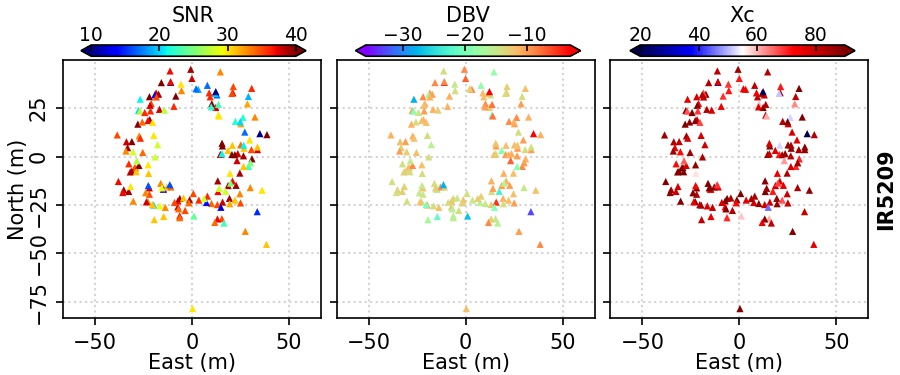 SNR DBV Xc
10 20 30 40 −30 −20 −10 20 40 60 80
25
0
−25
−50
−75
North (m)
−50 0 50 −50 0 50 −50 0 50
East (m) East (m) East (m)
IR5209